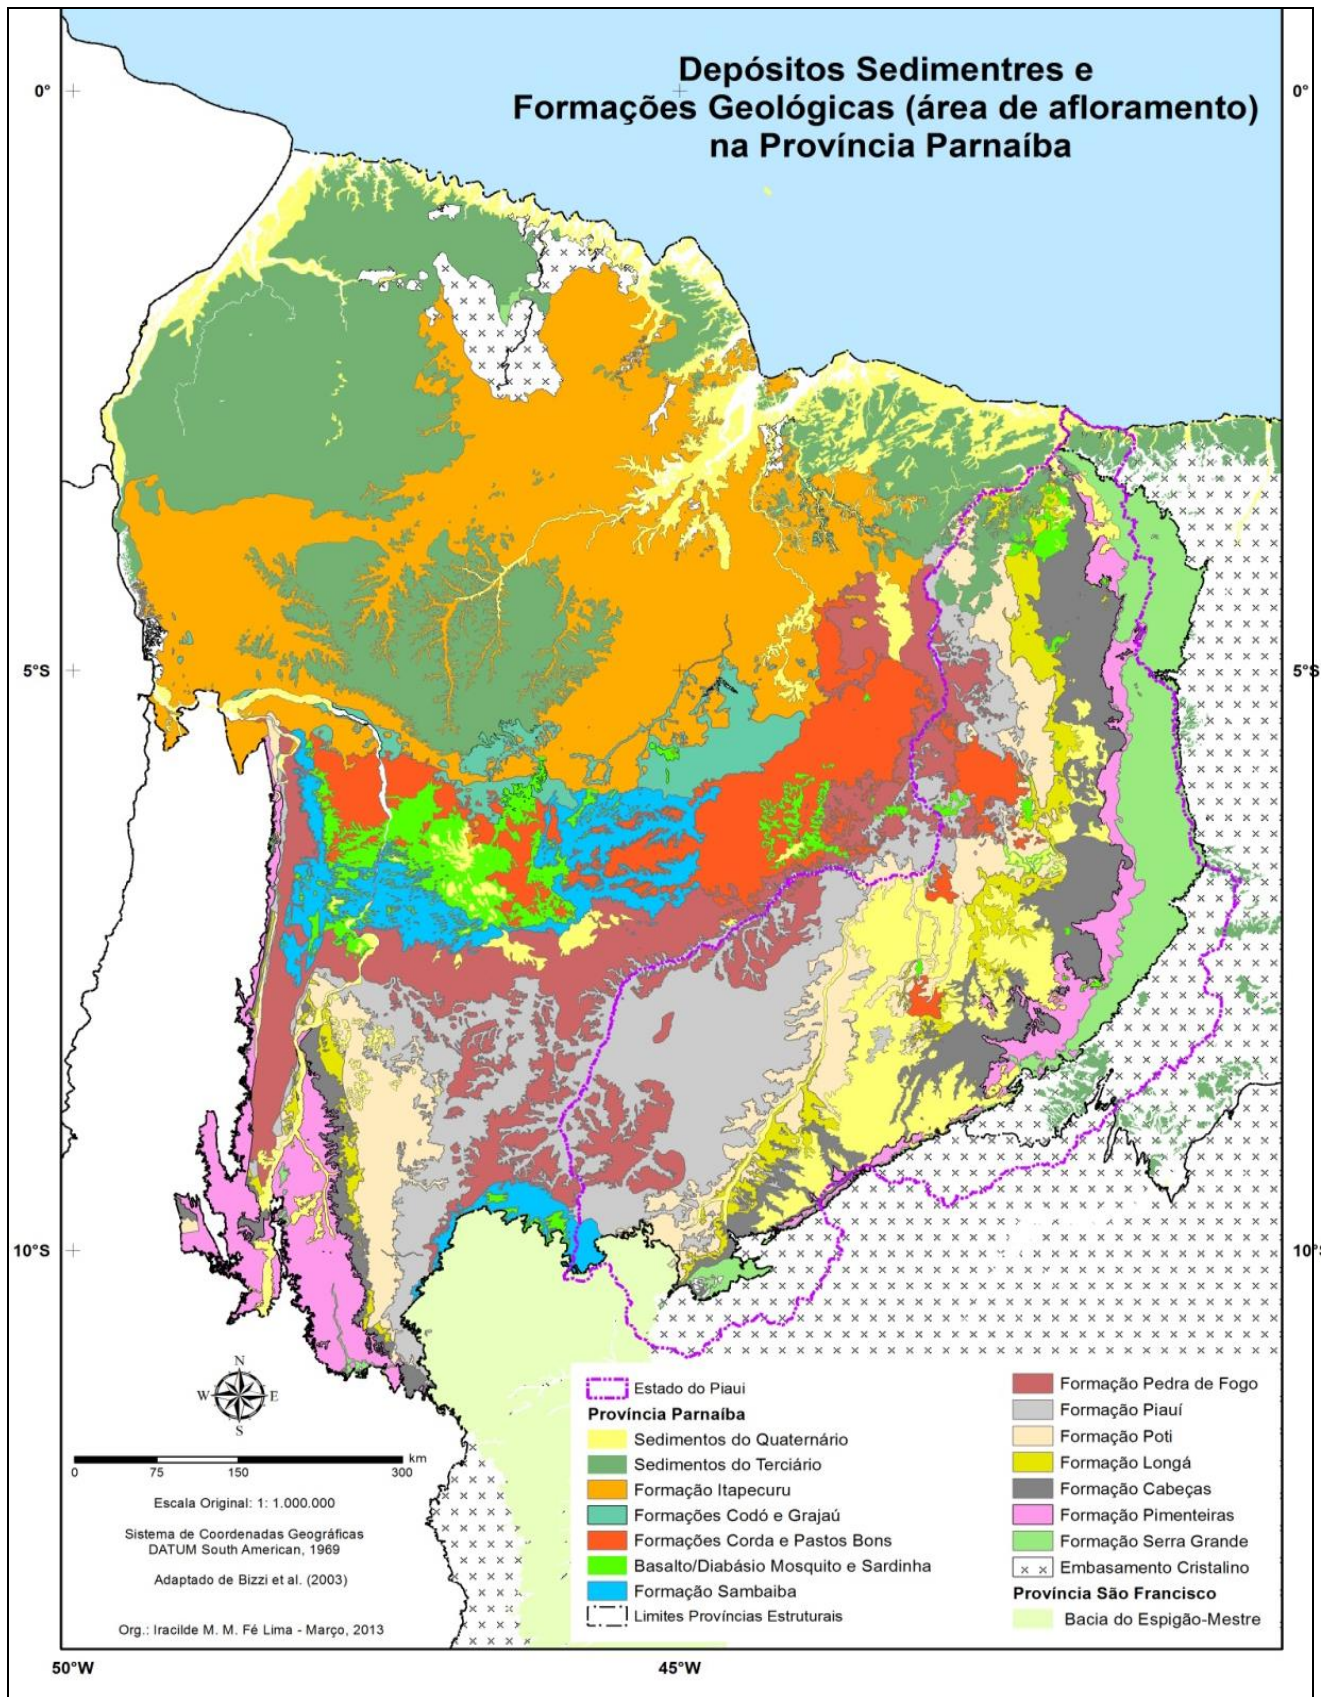 Depósitos Sedimentres e
Formações Geológicas (área de afloramento)
na Província Parnaíba
0°
0°
5°S
5°S
10°S
10°S
N
W
E
S
km
0
75
150
300
Escala Original: 1: 1.000.000
Sistema de Coordenadas Geográficas
DATUM South American, 1969
Adaptado de Bizzi et al. (2003)
Org.: Iracilde M. M. Fé Lima - Março, 2013
Estado do Piaui
Província Parnaíba
Sedimentos do Quaternário
Sedimentos do Terciário
Formação Itapecuru
Formações Codó e Grajaú
Formações Corda e Pastos Bons
Basalto/Diabásio Mosquito e Sardinha
Formação Sambaiba
Limites Províncias Estruturais
Formação Pedra de Fogo
Formação Piauí
Formação Poti
Formação Longá
Formação Cabeças
Formação Pimenteiras
Formação Serra Grande
Embasamento Cristalino
Província São Francisco
Bacia do Espigão-Mestre
50°W
45°W